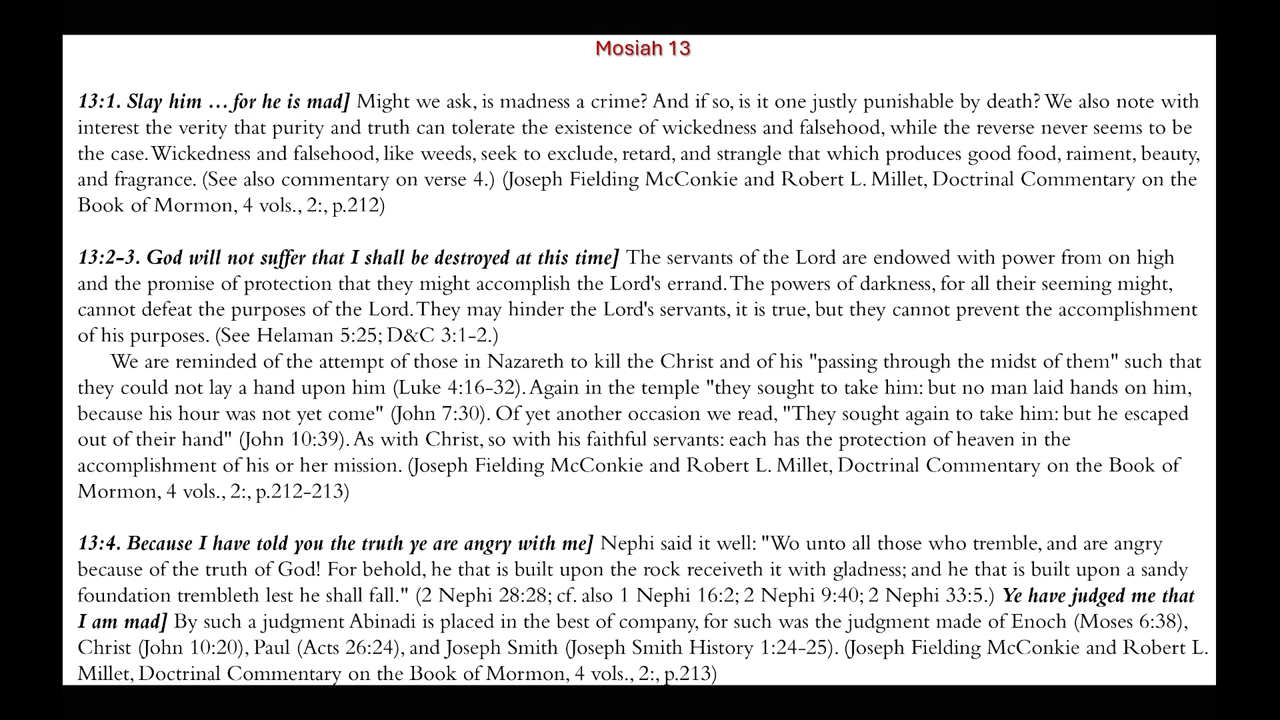 Mosiah 13
13:1. Slay him … for he is mad] Might we ask, is madness a crime? And if so, is it one justly punishable by death? We also note with
interest the verity that purity and truth can tolerate the existence of wickedness and falsehood, while the reverse never seems to be
the case. Wickedness and falsehood, like weeds, seek to exclude, retard, and strangle that which produces good food, raiment, beauty,
and fragrance. (See also commentary on verse 4.) (Joseph Fielding McConkie and Robert L. Millet, Doctrinal Commentary on the
Book of Mormon, 4 vols., 2:, p.212)
13:2-3. God will not suffer that I shall be destroyed at this time] The servants of the Lord are endowed with power from on high
and the promise of protection that they might accomplish the Lord's errand. The powers of darkness, for all their seeming might,
cannot defeat the purposes of the Lord. They may hinder the Lord's servants, it is true, but they cannot prevent the accomplishment
of his purposes. (See Helaman 5:25; D&C 3:1-2.)
We are reminded of the attempt of those in Nazareth to kill the Christ and of his "passing through the midst of them" such that
they could not lay a hand upon him (Luke 4:16-32). Again in the temple "they sought to take him: but no man laid hands on him,
because his hour was not yet come" (John 7:30). Of yet another occasion we read, "They sought again to take him: but he escaped
out of their hand" (John 10:39). As with Christ, so with his faithful servants: each has the protection of heaven in the
accomplishment of his or her mission. (Joseph Fielding McConkie and Robert L. Millet, Doctrinal Commentary on the Book of
Mormon, 4 vols., 2:, p.212-213)
13:4. Because I have told you the truth ye are angry with me] Nephi said it well: "Wo unto all those who tremble, and are angry
because of the truth of God! For behold, he that is built upon the rock receiveth it with gladness; and he that is built upon a sandy
foundation trembleth lest he shall fall." (2 Nephi 28:28; cf. also 1 Nephi 16:2; 2 Nephi 9:40; 2 Nephi 33:5.) Ye have judged me that
I am mad] By such a judgment Abinadi is placed in the best of company, for such was the judgment made of Enoch (Moses 6:38),
Christ (John 10:20), Paul (Acts 26:24), and Joseph Smith (Joseph Smith History 1:24-25). (Joseph Fielding McConkie and Robert L.
Millet, Doctrinal Commentary on the Book of Mormon, 4 vols., 2:, p.213)